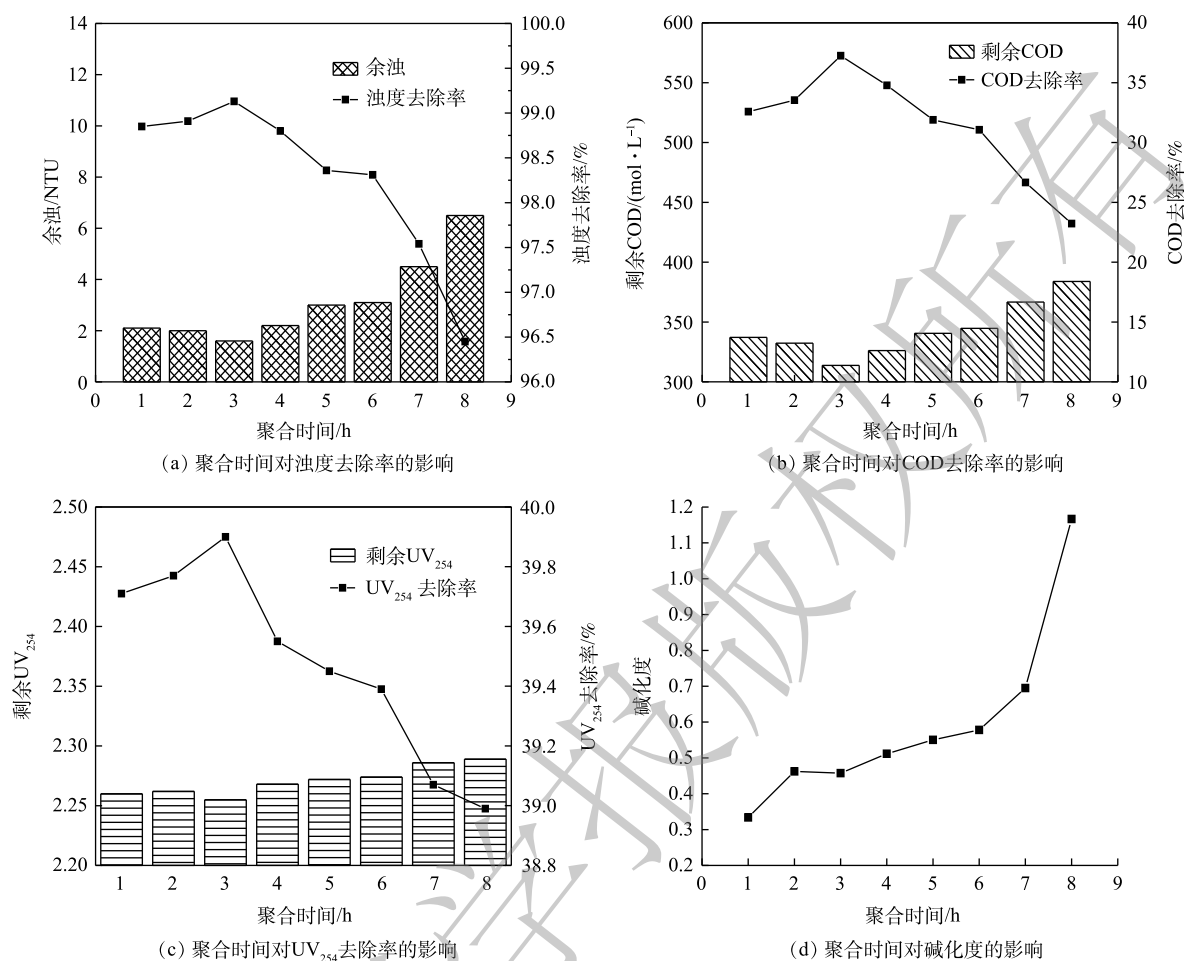 14
12
10
8
6
4
2
0
余浊/NTU
余浊
浊度去除率
100.0
99.5
99.0
98.5
98.0
97.5
97.0
96.5
96.0
浊度去除率/%
0 1 2 3 4 5 6 7 8 9
聚合时间/h
(a) 聚合时间对浊度去除率的影响
600
550
500
450
400
350
300
剩余COD/(mol·L⁻¹)
剩余COD
COD去除率
40
30
20
10
COD去除率/%
0 1 2 3 4 5 6 7 8 9
聚合时间/h
(b) 聚合时间对COD去除率的影响
2.50
2.45
2.40
2.35
2.30
2.25
2.20
剩余UV₂₅₄
剩余UV₂₅₄
UV₂₅₄ 去除率
40.0
39.8
39.6
39.4
39.2
39.0
38.8
UV₂₅₄去除率/%
1 2 3 4 5 6 7 8
聚合时间/h
(c) 聚合时间对UV₂₅₄去除率的影响
1.2
1.1
1.0
0.9
0.8
0.7
0.6
0.5
0.4
0.3
0.2
碱化度
0 1 2 3 4 5 6 7 8 9
聚合时间/h
(d) 聚合时间对碱化度的影响
学报版权所有